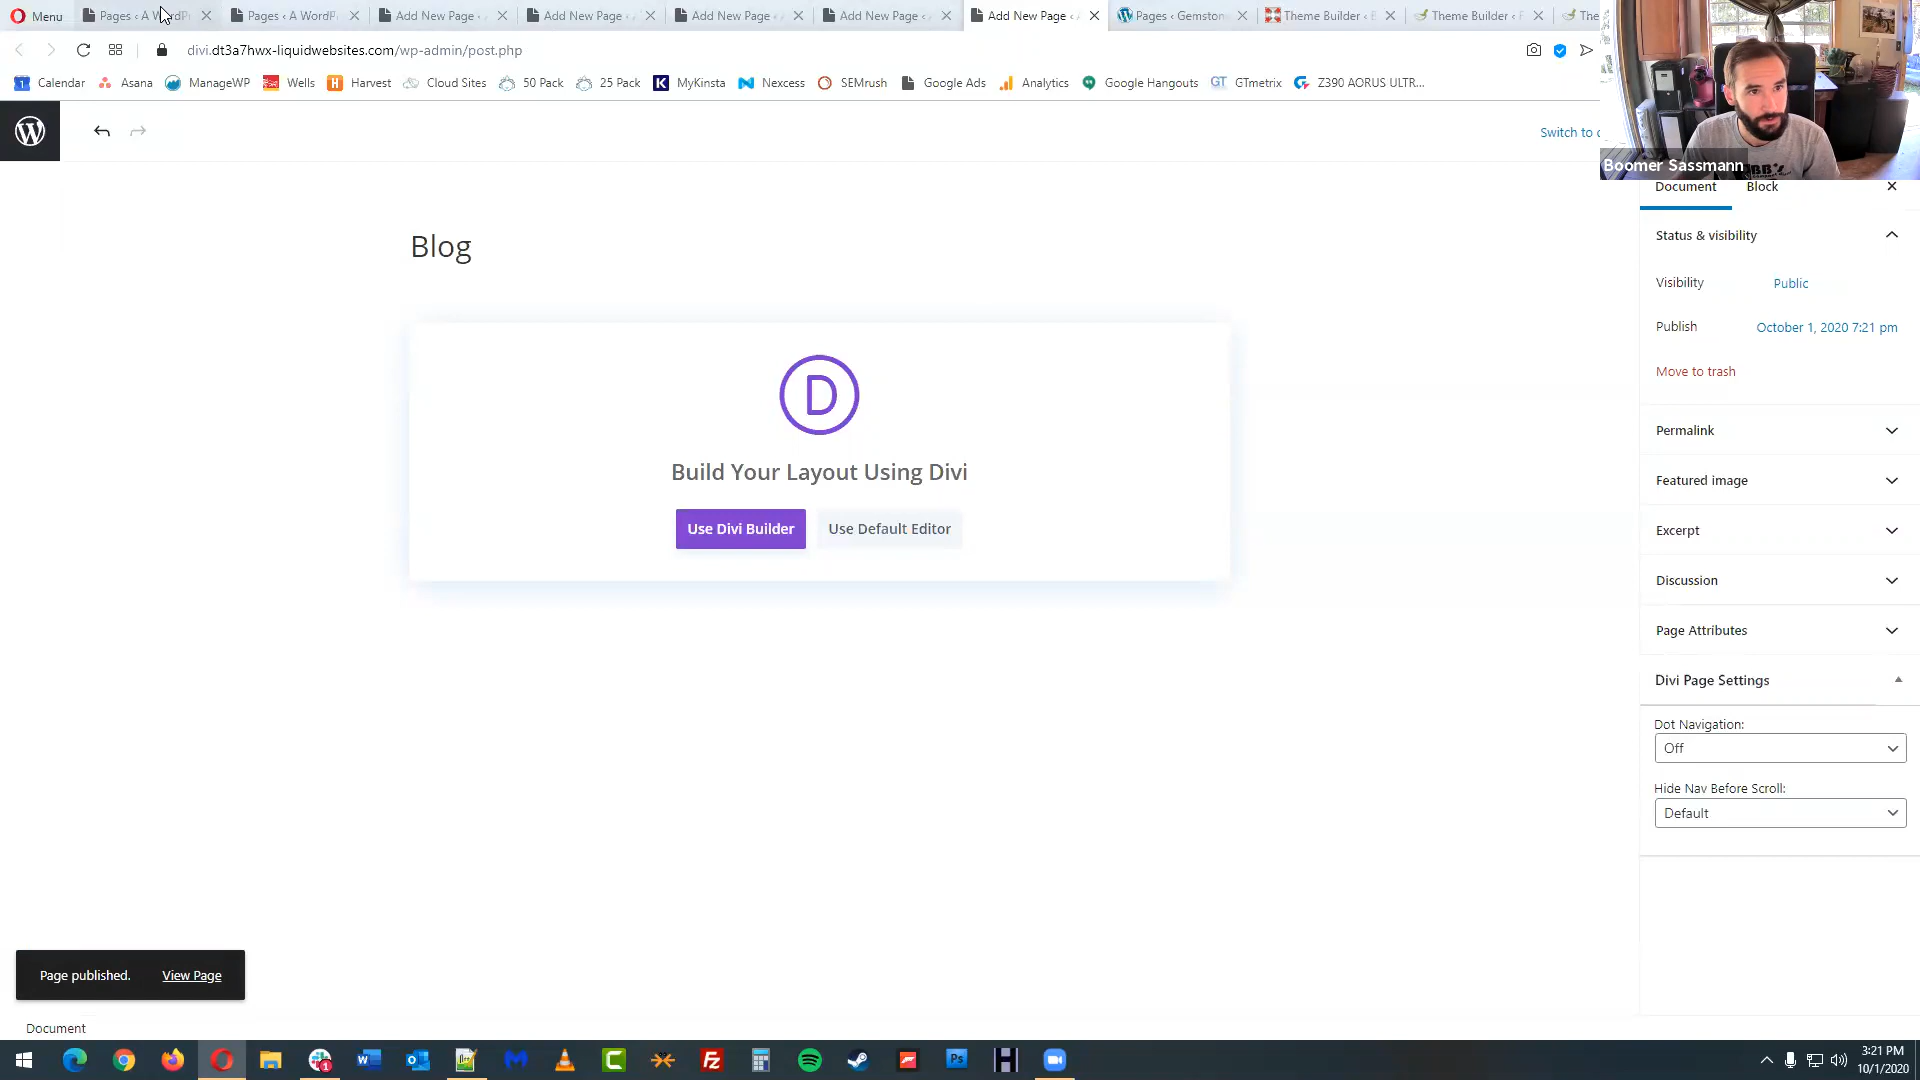 Menu
Pages ‹ A WordPr
Pages ‹ A WordPr
Add New Page ‹
Add New Page ‹
Add New Page ‹
Add New Page ‹
Add New Page ‹
Pages ‹ Gemston
Theme Builder ‹
Theme Builder ‹
The
divi.dt3a7hwx-liquidwebsites.com/wp-admin/post.php
Calendar
Asana
ManageWP
Wells
Harvest
Cloud Sites
50 Pack
25 Pack
MyKinsta
Nexcess
SEMrush
Google Ads
Analytics
Google Hangouts
GT
GTmetrix
Z390 AORUS ULTR...
Switch to
Boomer Sassmann
Document
Block
Blog
Status & visibility
Visibility
Public
Publish
October 1, 2020 7:21 pm
Move to trash
D
Build Your Layout Using Divi
Use Divi Builder
Use Default Editor
Permalink
Featured image
Excerpt
Discussion
Page Attributes
Divi Page Settings
Dot Navigation:
Off
Hide Nav Before Scroll:
Default
Page published.
View Page
Document
3:21 PM
10/1/2020